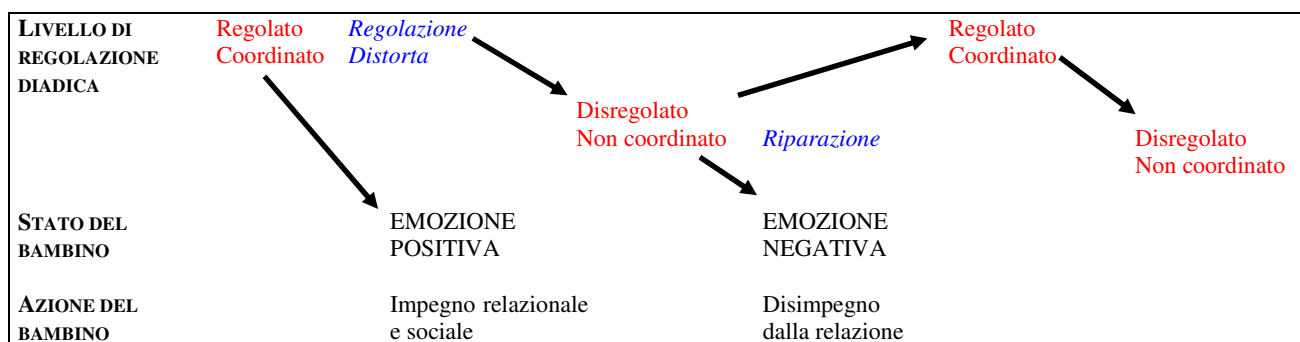 LIVELLO DI REGOLAZIONE DIADICA
Regolato Coordinato
Regolazione Distorta
Disregolato Non coordinato
Riparazione
Regolato Coordinato
Disregolato Non coordinato
STATO DEL BAMBINO
EMOZIONE POSITIVA
EMOZIONE NEGATIVA
AZIONE DEL BAMBINO
Impegno relazionale e sociale
Disimpegno dalla relazione